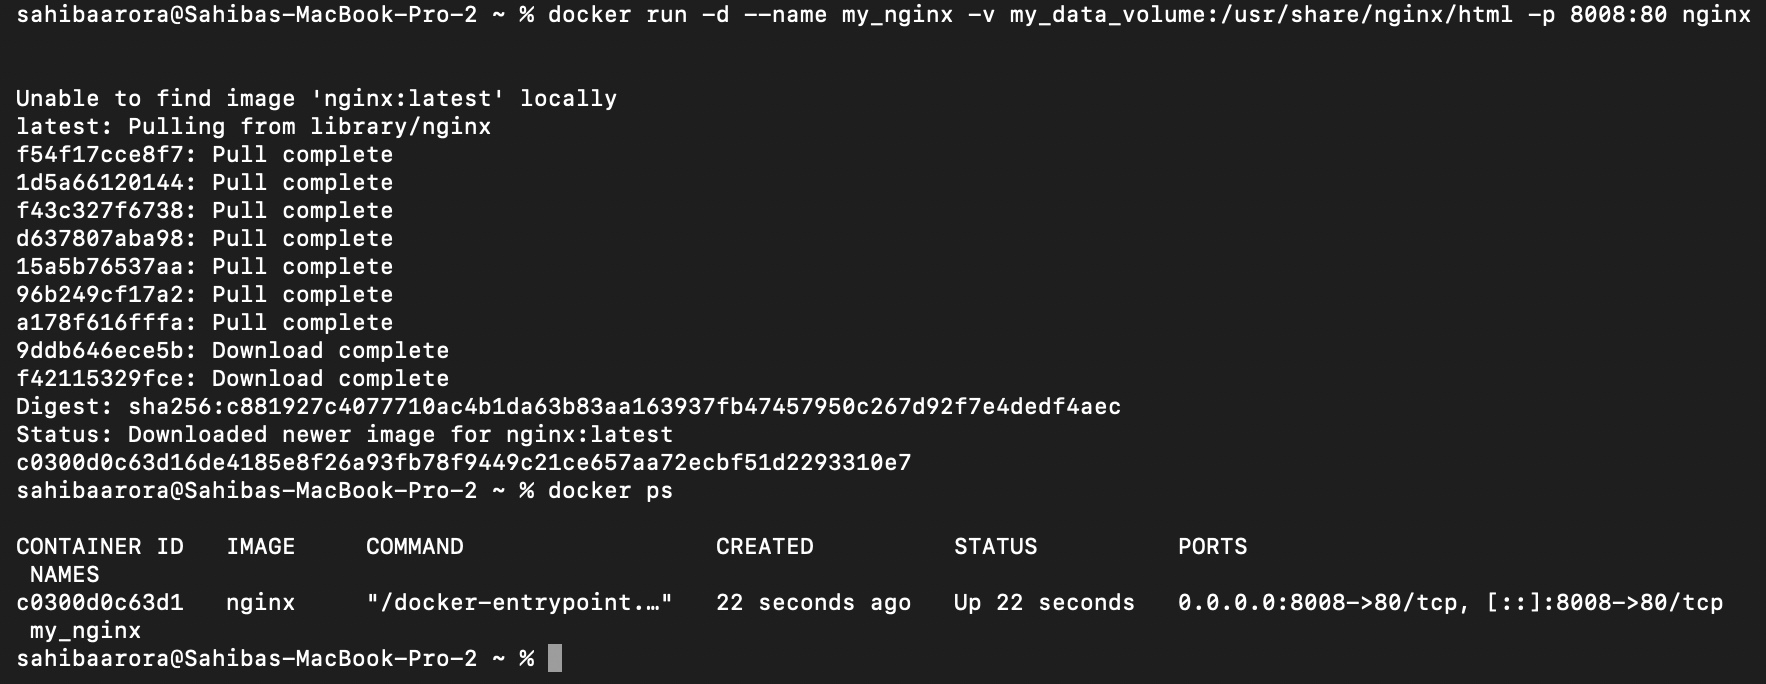 sahibaarora@Sahibas-MacBook-Pro-2 ~ % docker run -d --name my_nginx -v my_data_volume:/usr/share/nginx/html -p 8008:80 nginx
Unable to find image 'nginx:latest' locally
latest: Pulling from library/nginx
f54f17cce8f7: Pull complete
1d5a66120144: Pull complete
f43c327f6738: Pull complete
d637807aba98: Pull complete
15a5b76537aa: Pull complete
96b249cf17a2: Pull complete
a178f616fffa: Pull complete
9ddb646ece5b: Download complete
f42115329fce: Download complete
Digest: sha256:c881927c4077710ac4b1da63b83aa163937fb47457950c267d92f7e4dedf4aec
Status: Downloaded newer image for nginx:latest
c0300d0c63d16de4185e8f26a93fb78f9449c21ce657aa72ecbf51d2293310e7
sahibaarora@Sahibas-MacBook-Pro-2 ~ % docker ps
CONTAINER ID   IMAGE     COMMAND                  CREATED          STATUS          PORTS
 NAMES
c0300d0c63d1   nginx     "/docker-entrypoint.…"   22 seconds ago   Up 22 seconds   0.0.0.0:8008->80/tcp, [::]:8008->80/tcp
 my_nginx
sahibaarora@Sahibas-MacBook-Pro-2 ~ %